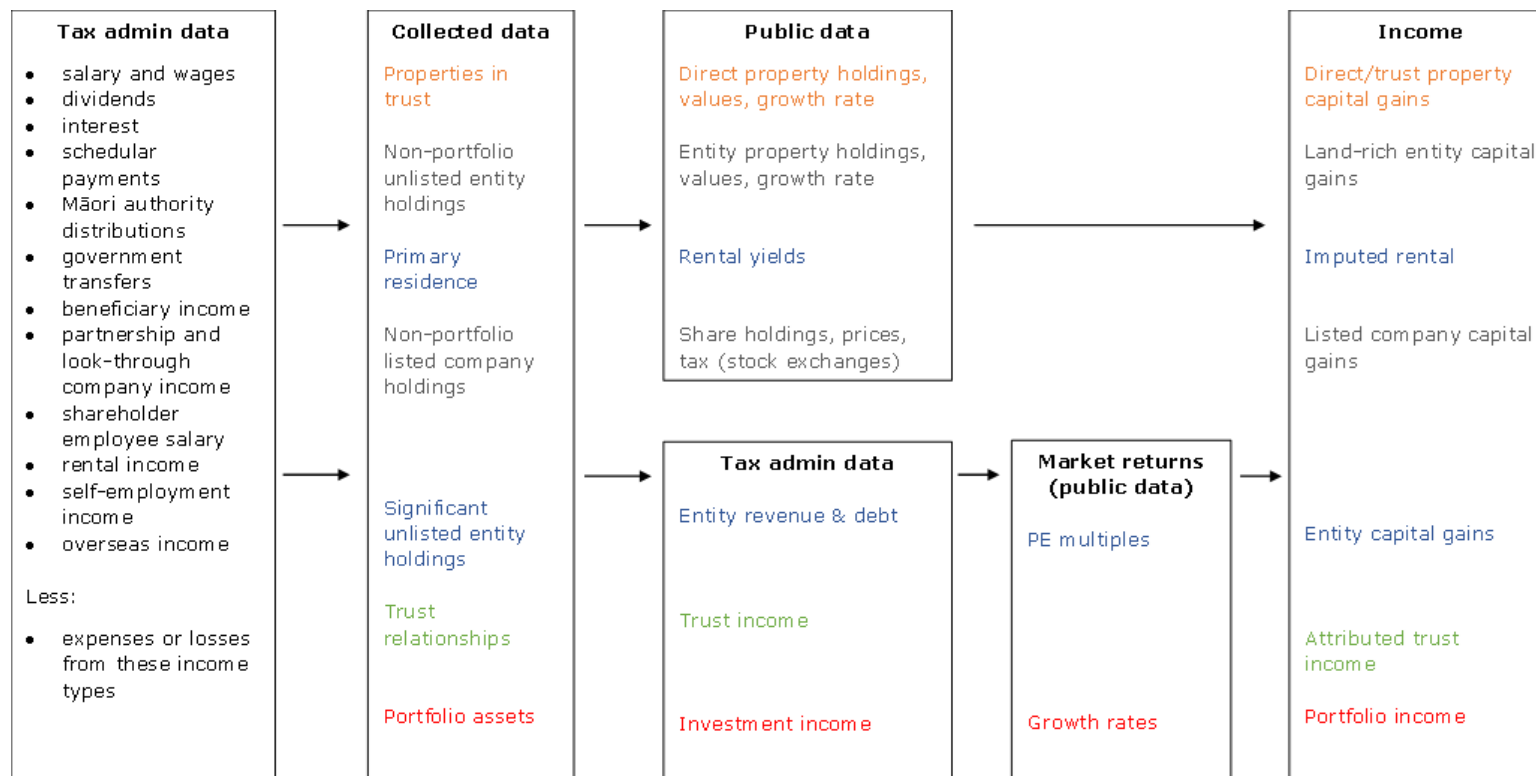 Tax admin data
• salary and wages
• dividends
• interest
• schedular
payments
• Māori authority
distributions
• government
transfers
• beneficiary income
• partnership and
look-through
company income
• shareholder
employee salary
• rental income
• self-employment
income
• overseas income
Less:
• expenses or losses
from these income
types
Collected data
Properties in
trust
Non-portfolio
unlisted entity
holdings
Primary
residence
Non-portfolio
listed company
holdings
Significant
unlisted entity
holdings
Trust
relationships
Portfolio assets
Public data
Direct property holdings,
values, growth rate
Entity property holdings,
values, growth rate
Rental yields
Share holdings, prices,
tax (stock exchanges)
Tax admin data
Entity revenue & debt
Trust income
Investment income
Market returns
(public data)
PE multiples
Growth rates
Income
Direct/trust property
capital gains
Land-rich entity capital
gains
Imputed rental
Listed company capital
gains
Entity capital gains
Attributed trust
income
Portfolio income